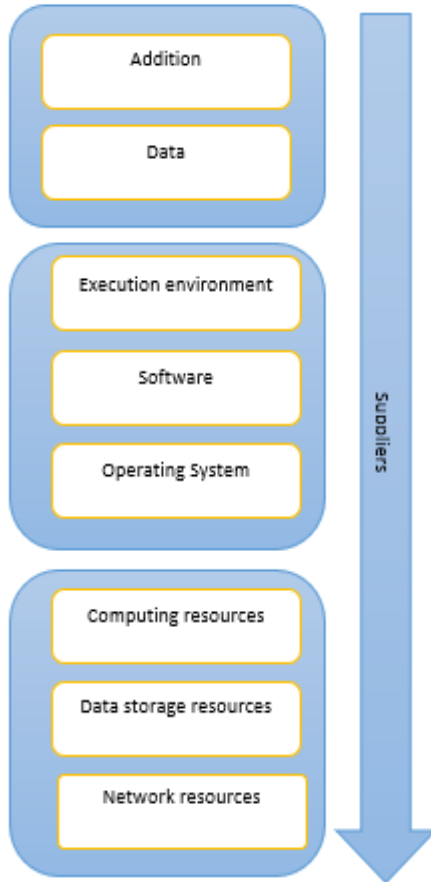 Addition
Data
Execution environment
Software
Operating System
Computing resources
Data storage resources
Network resources
Suppliers